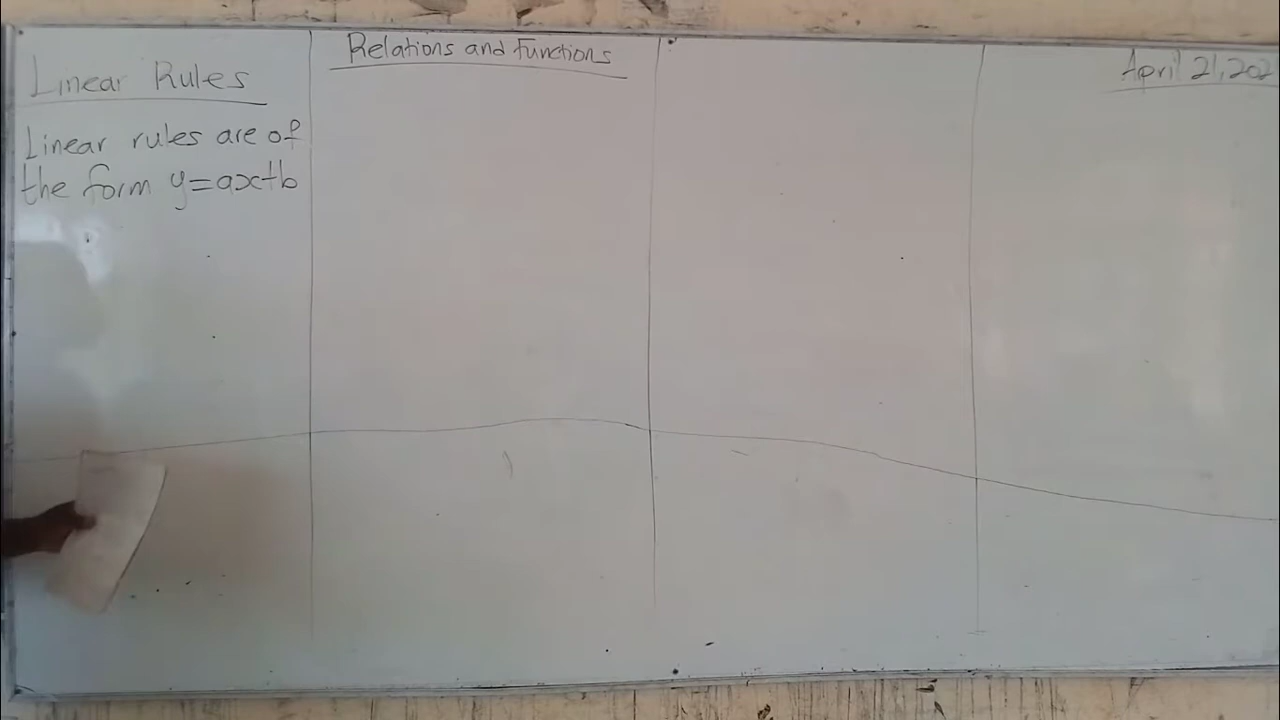 Relations and Functions
April 21, 202
Linear Rules
Linear rules are of
the form y=ax+b